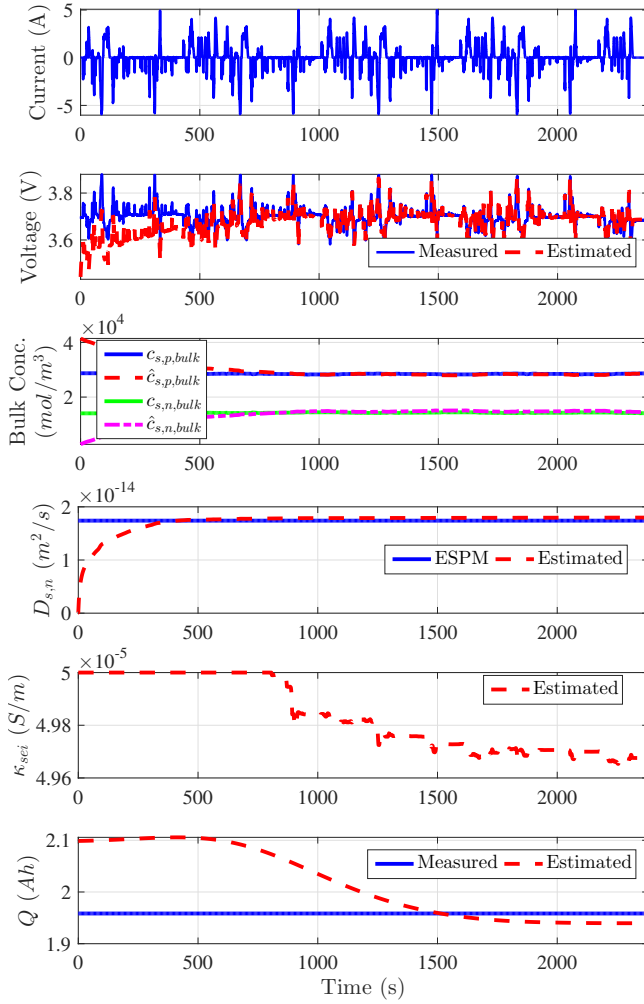 Current (A)
5
0
-5
0 500 1000 1500 2000
Voltage (V)
3.8
3.6
Measured Estimated
0 500 1000 1500 2000
×10^4
Bulk Conc.
(mol/m^3)
4
2
c_{s,p,bulk}
ĉ_{s,p,bulk}
c_{s,n,bulk}
ĉ_{s,n,bulk}
0 500 1000 1500 2000
×10^{-14}
D_{s,n} (m^2/s)
2
1
0
ESPM Estimated
0 500 1000 1500 2000
×10^{-5}
κ_{sei} (S/m)
5
4.98
4.96
Estimated
0 500 1000 1500 2000
Q (Ah)
2.1
2
1.9
Measured Estimated
0 500 1000 1500 2000
Time (s)